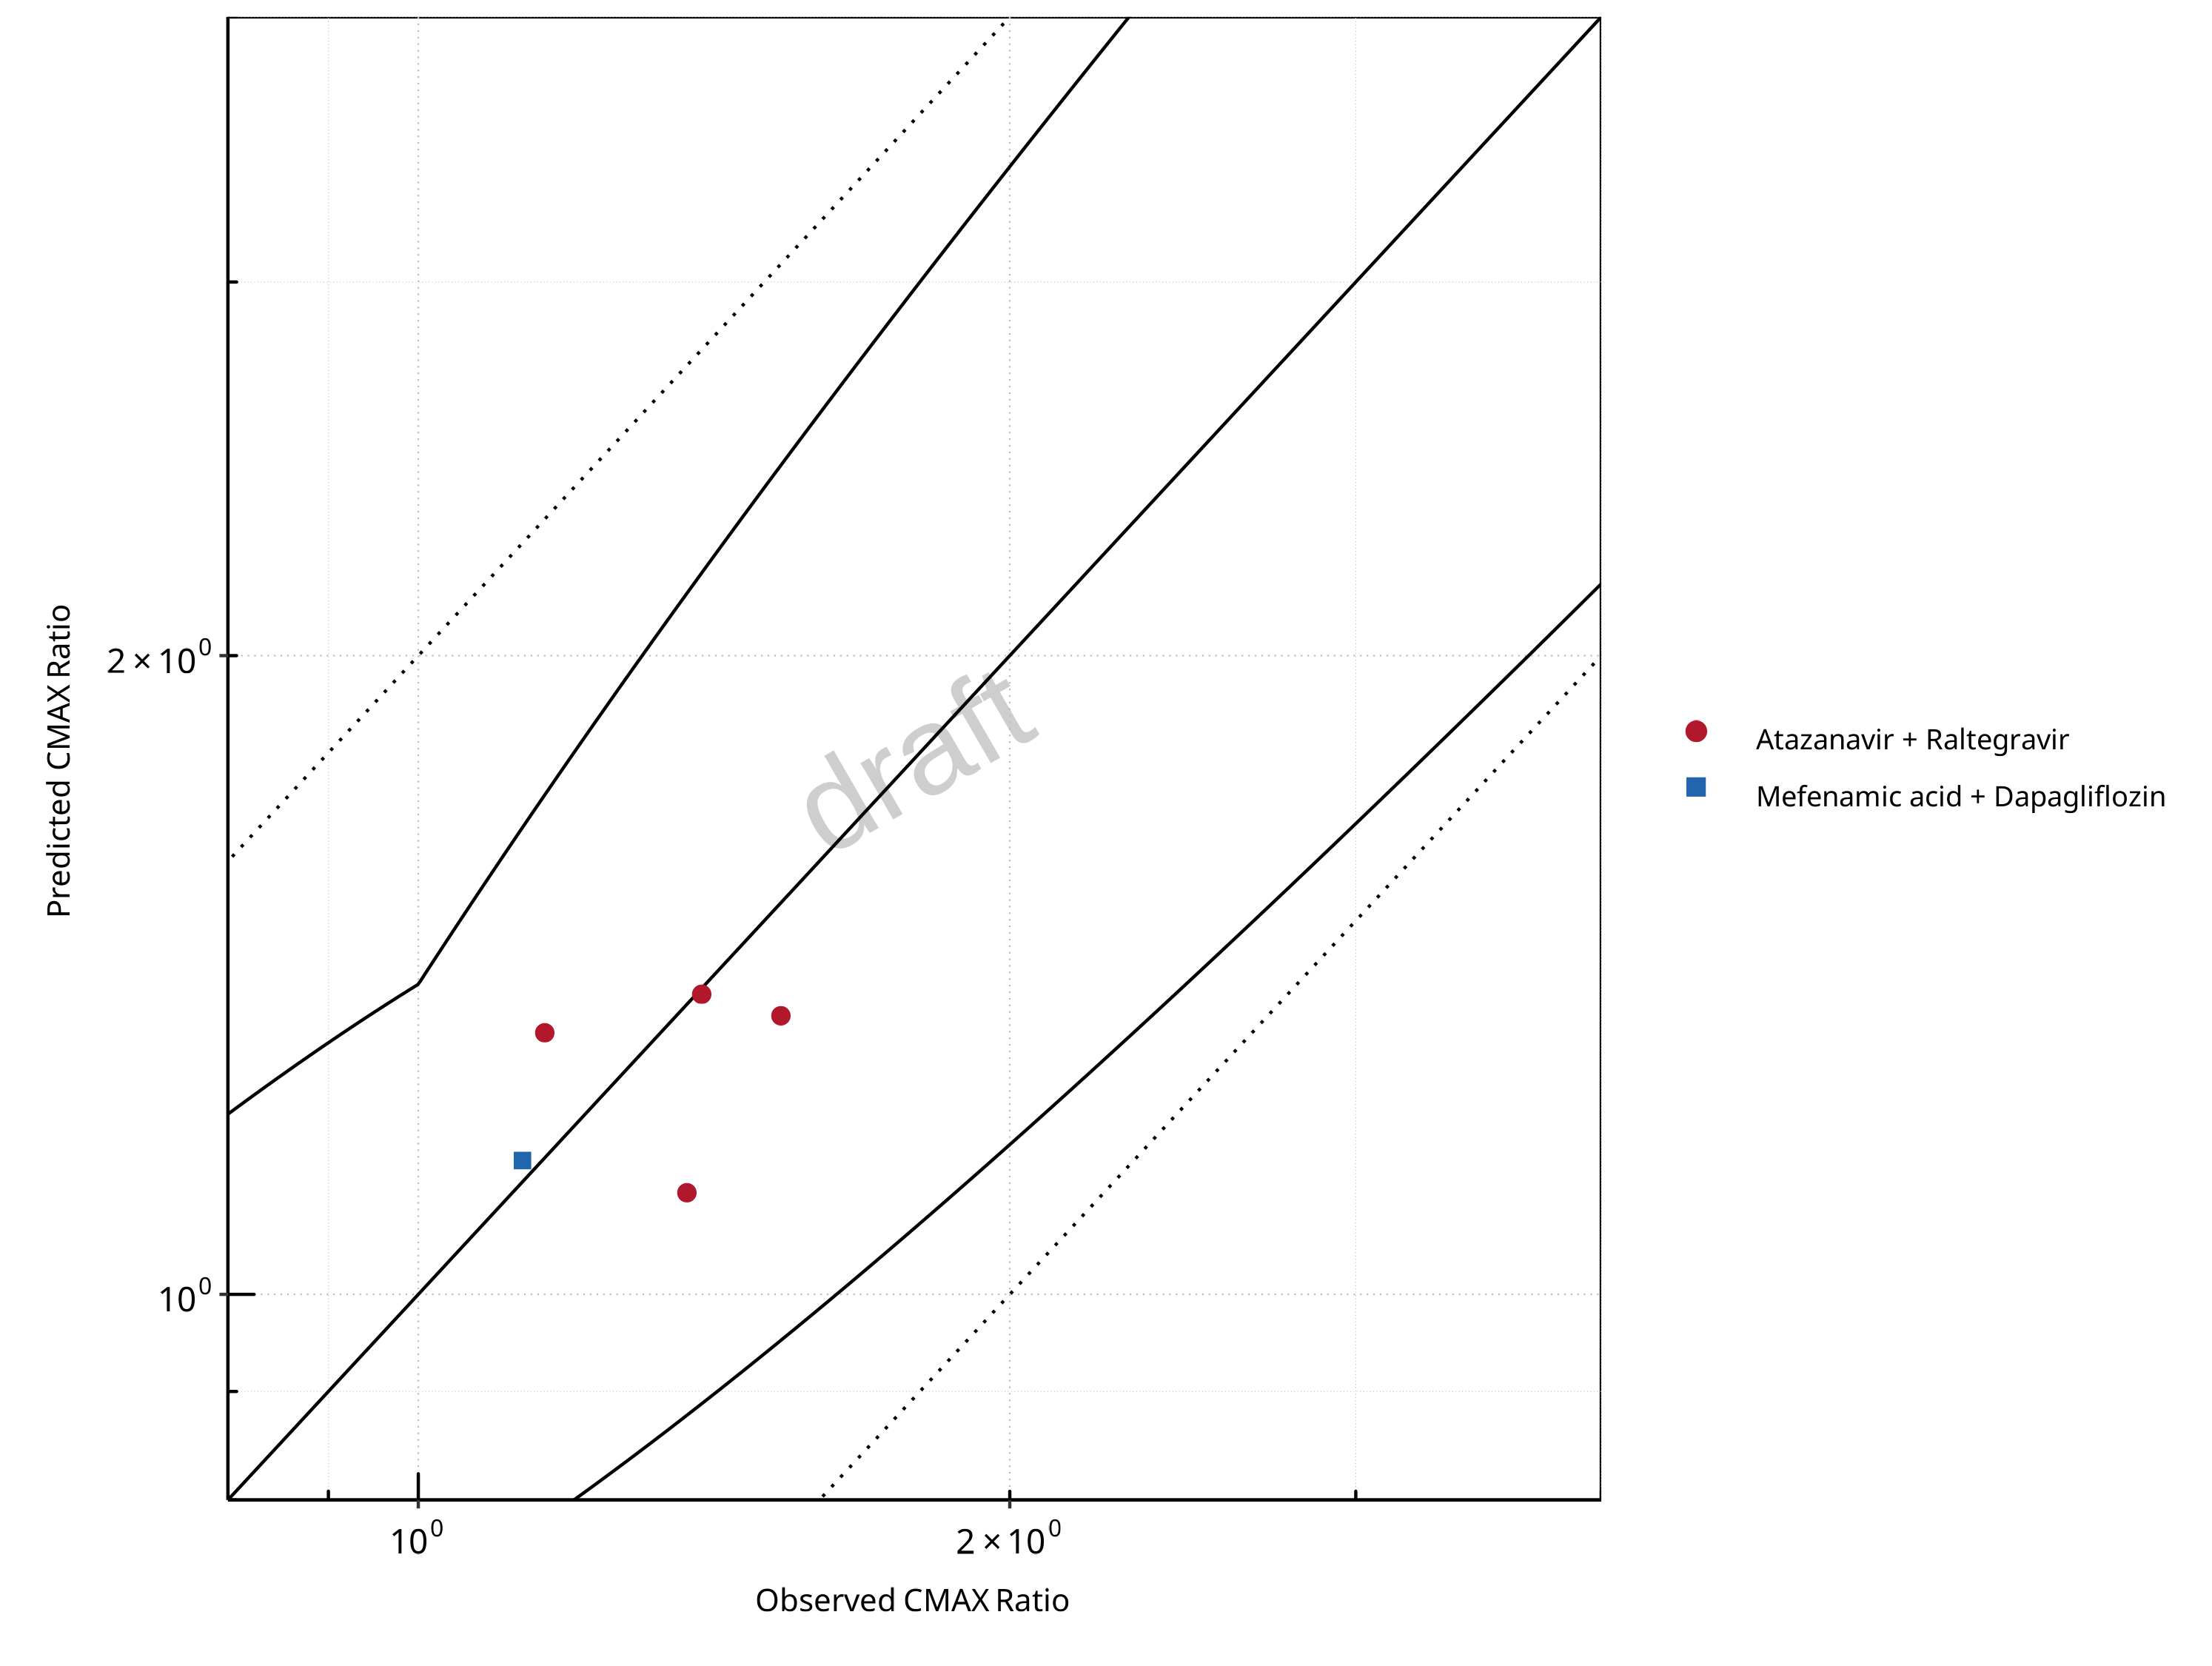 Predicted CMAX Ratio
2 × 10⁰
10⁰
draft
10⁰
2 × 10⁰
Observed CMAX Ratio
Atazanavir + Raltegravir
Mefenamic acid + Dapagliflozin